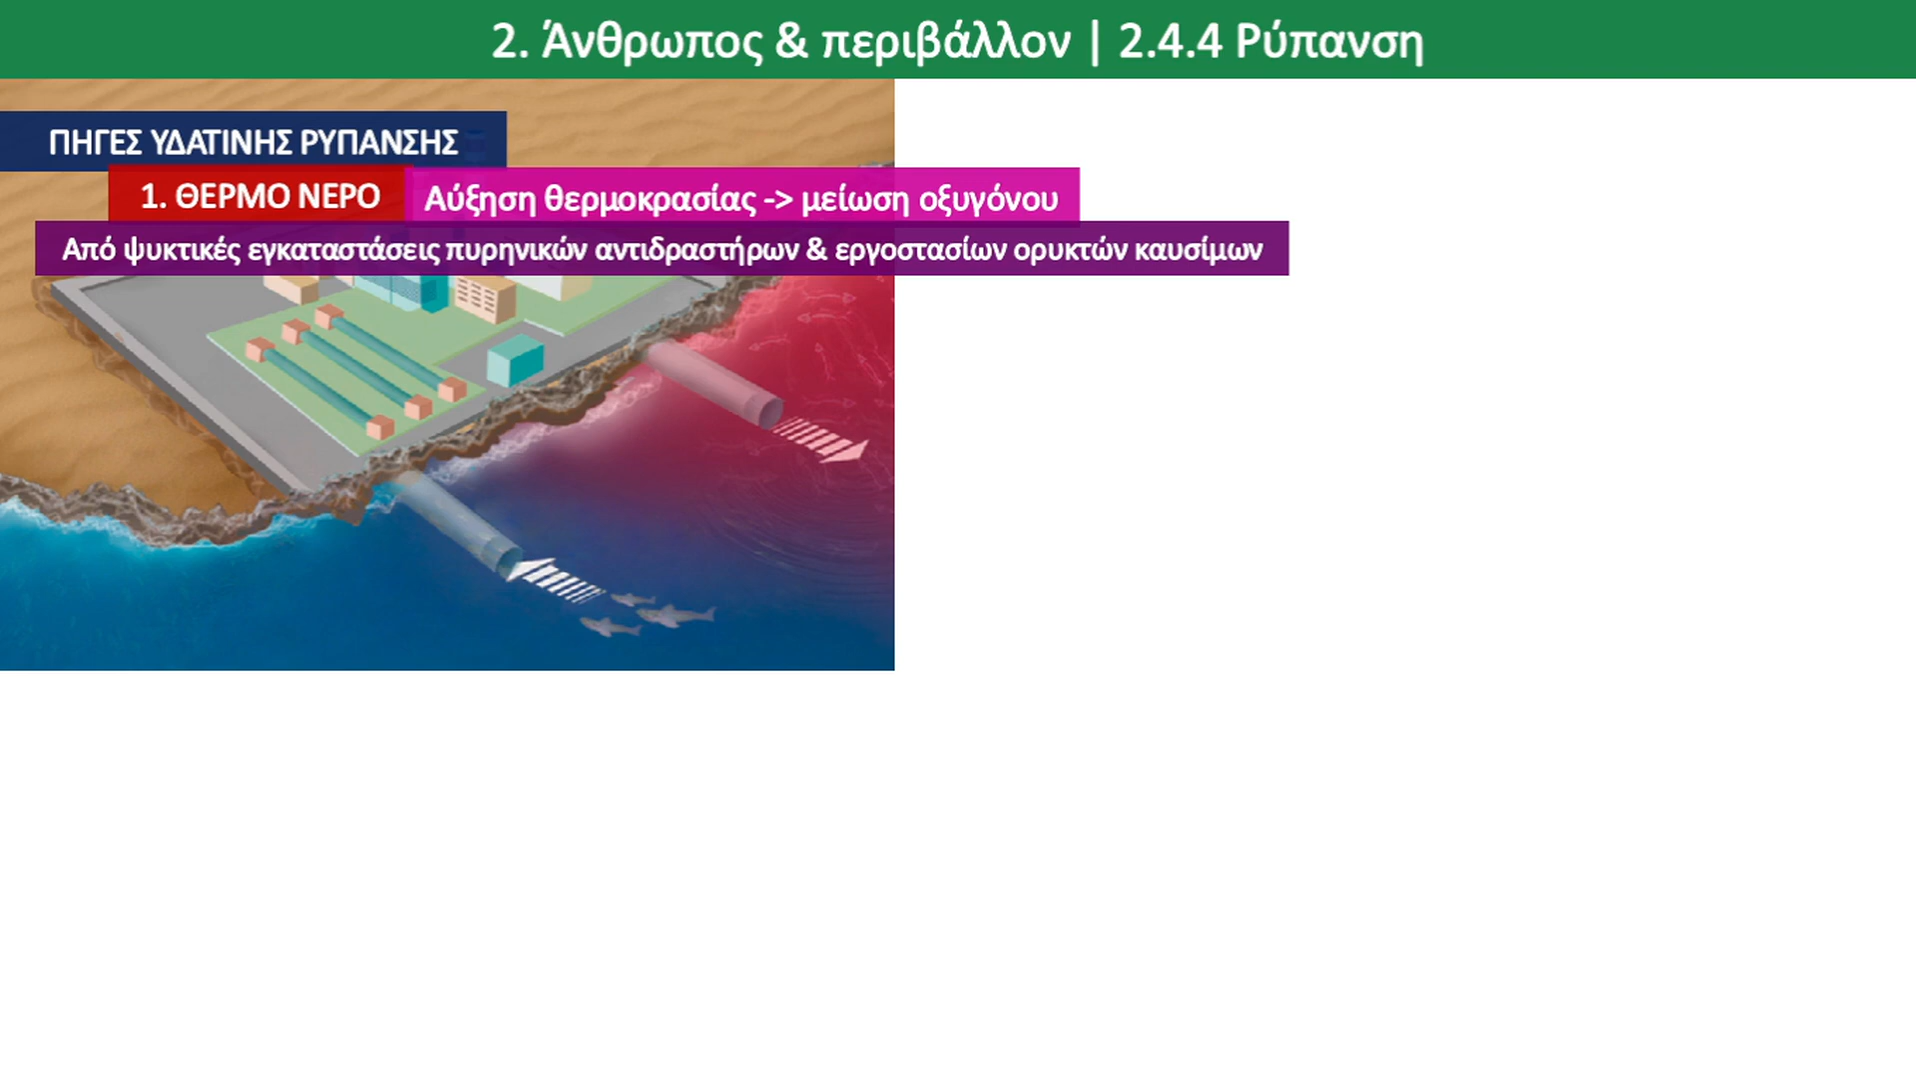 2. Άνθρωπος & περιβάλλον | 2.4.4 Ρύπανση
ΠΗΓΕΣ ΥΔΑΤΙΝΗΣ ΡΥΠΑΝΣΗΣ
1. ΘΕΡΜΟ ΝΕΡΟ
Αύξηση θερμοκρασίας -> μείωση οξυγόνου
Από ψυκτικές εγκαταστάσεις πυρηνικών αντιδραστήρων & εργοστασίων ορυκτών καυσίμων